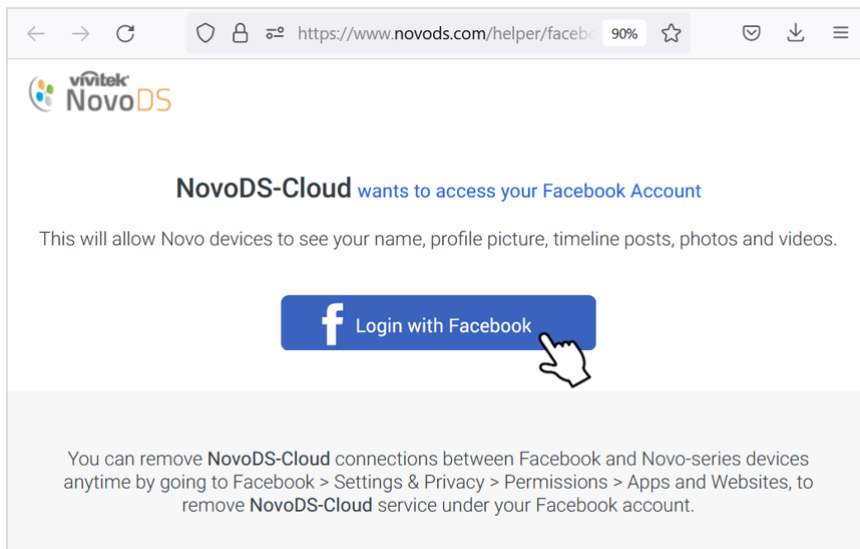 https://www.novods.com/helper/facebo 90%
vivitek
NovoDS
NovoDS-Cloud wants to access your Facebook Account
This will allow Novo devices to see your name, profile picture, timeline posts, photos and videos.
f Login with Facebook
You can remove NovoDS-Cloud connections between Facebook and Novo-series devices
anytime by going to Facebook > Settings & Privacy > Permissions > Apps and Websites, to
remove NovoDS-Cloud service under your Facebook account.